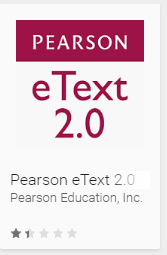 PEARSON
eText
2.0
Pearson eText 2.0
Pearson Education, Inc.